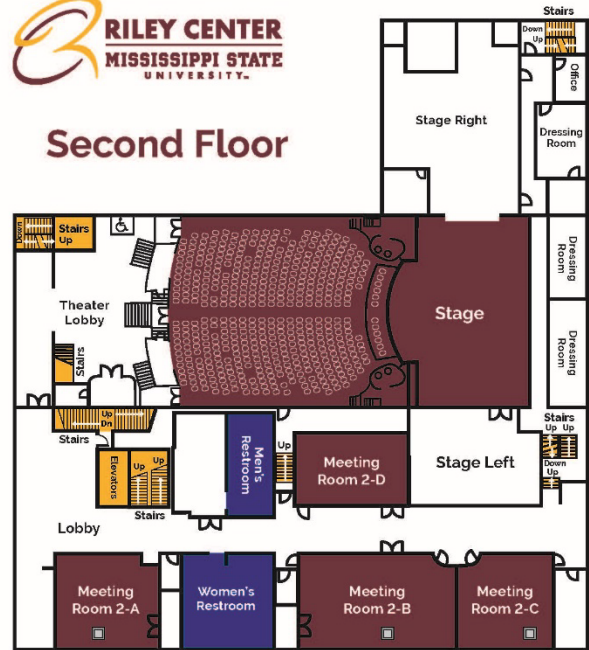 RILEY CENTER
MISSISSIPPI STATE
UNIVERSITY™
Second Floor
Stairs
Down
Up
Office
Stage Right
Dressing
Room
Down
Stairs
Up
Theater
Lobby
Stage
Dressing
Room
Dressing
Room
Stairs
Up
Dn
Stairs
Men's
Restroom
Up
Meeting
Room 2-D
Stage Left
Stairs
Up Up
Down
Up
Elevators
Up Up
Stairs
Lobby
Meeting
Room 2-A
Women's
Restroom
Meeting
Room 2-B
Meeting
Room 2-C